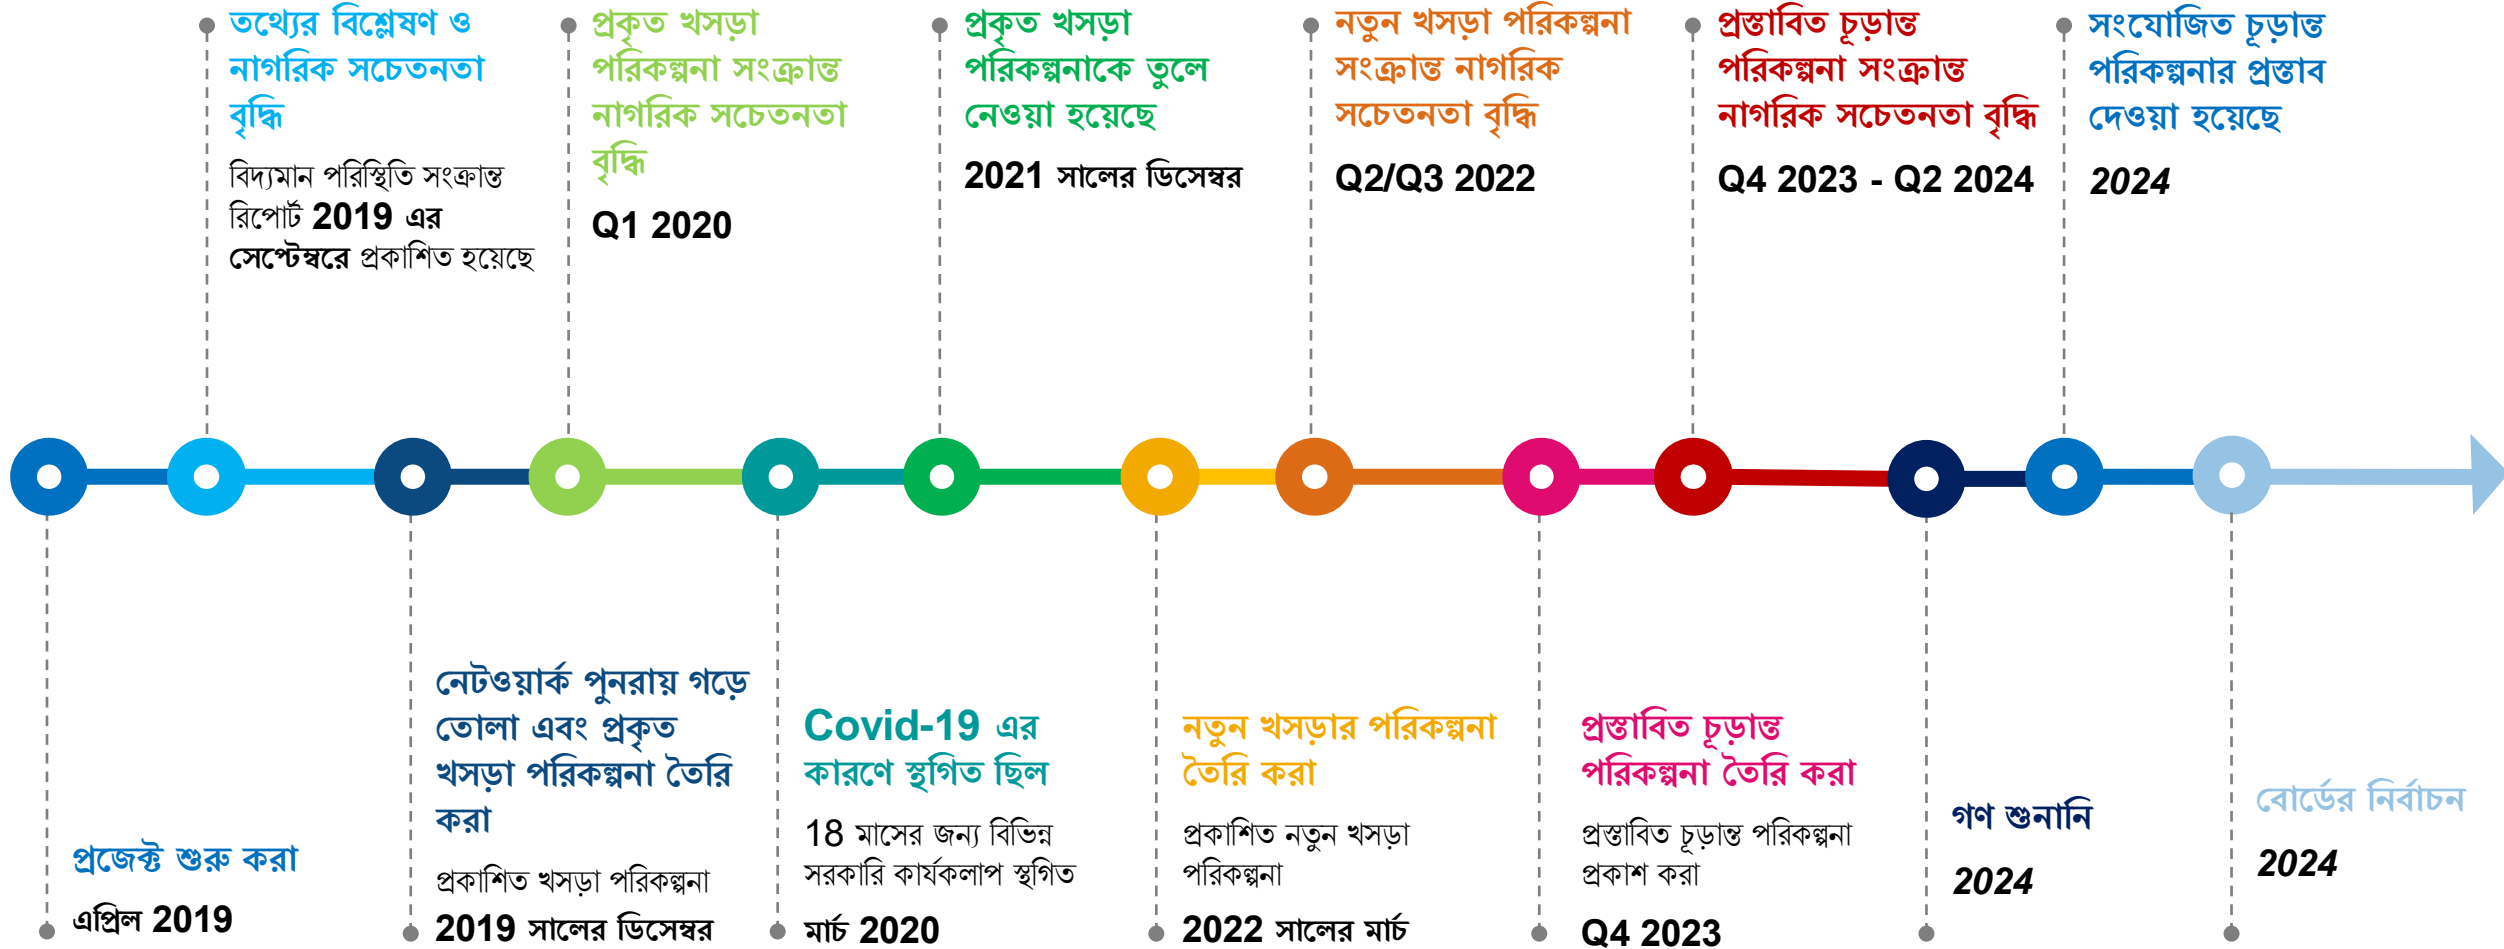 তথ্যের বিশ্লেষণ ও
নাগরিক সচেতনতা
বৃদ্ধি
বিদ্যমান পরিস্থিতি সংক্রান্ত
রিপোর্ট 2019 এর
সেপ্টেম্বরে প্রকাশিত হয়েছে
প্রকৃত খসড়া
পরিকল্পনা সংক্রান্ত
নাগরিক সচেতনতা
বৃদ্ধি
Q1 2020
প্রকৃত খসড়া
পরিকল্পনাকে তুলে
নেওয়া হয়েছে
2021 সালের ডিসেম্বর
নতুন খসড়া পরিকল্পনা
সংক্রান্ত নাগরিক
সচেতনতা বৃদ্ধি
Q2/Q3 2022
প্রস্তাবিত চূড়ান্ত
পরিকল্পনা সংক্রান্ত
নাগরিক সচেতনতা বৃদ্ধি
Q4 2023 - Q2 2024
সংযোজিত চূড়ান্ত
পরিকল্পনার প্রস্তাব
দেওয়া হয়েছে
2024
প্রজেক্ট শুরু করা
এপ্রিল 2019
নেটওয়ার্ক পুনরায় গড়ে
তোলা এবং প্রকৃত
খসড়া পরিকল্পনা তৈরি
করা
প্রকাশিত খসড়া পরিকল্পনা
2019 সালের ডিসেম্বর
Covid-19 এর
কারণে স্থগিত ছিল
18 মাসের জন্য বিভিন্ন
সরকারি কার্যকলাপ স্থগিত
মার্চ 2020
নতুন খসড়ার পরিকল্পনা
তৈরি করা
প্রকাশিত নতুন খসড়া
পরিকল্পনা
2022 সালের মার্চ
প্রস্তাবিত চূড়ান্ত
পরিকল্পনা তৈরি করা
প্রস্তাবিত চূড়ান্ত পরিকল্পনা
প্রকাশ করা
Q4 2023
গণ শুনানি
2024
বোর্ডের নির্বাচন
2024